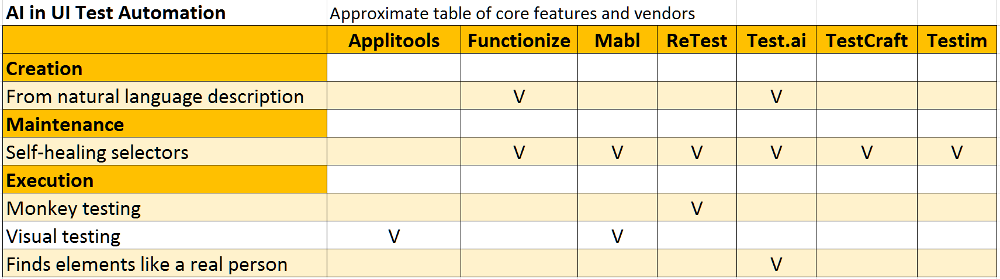 AI in UI Test Automation Approximate table of core features and vendors
Applitools Functionize Mabl ReTest Test.ai TestCraft Testim
Creation
From natural language description V V
Maintenance
Self-healing selectors V V V V V V
Execution
Monkey testing V
Visual testing V V
Finds elements like a real person V